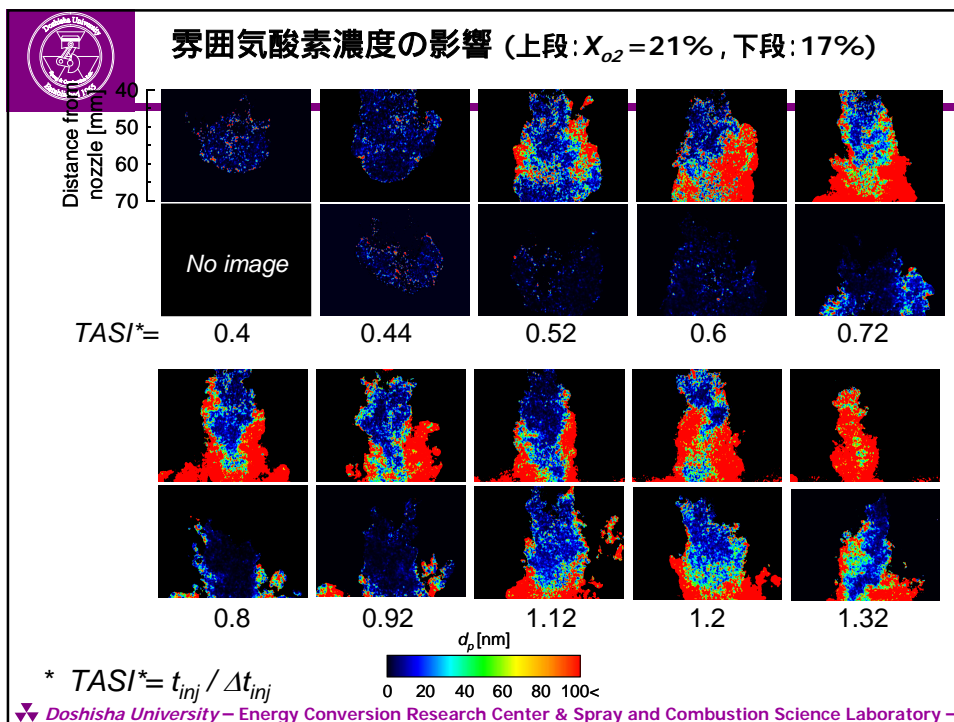 Doshisha University
雰囲気酸素濃度の影響 (上段:Xo2=21%,下段:17%)
Distance from
nozzle [mm]
40
50
60
70
No image
TASI*= 0.4 0.44 0.52 0.6 0.72
0.8 0.92 1.12 1.2 1.32
dp [nm]
0 20 40 60 80 100<
* TASI*= tinj / Δtinj
Doshisha University – Energy Conversion Research Center & Spray and Combustion Science Laboratory –